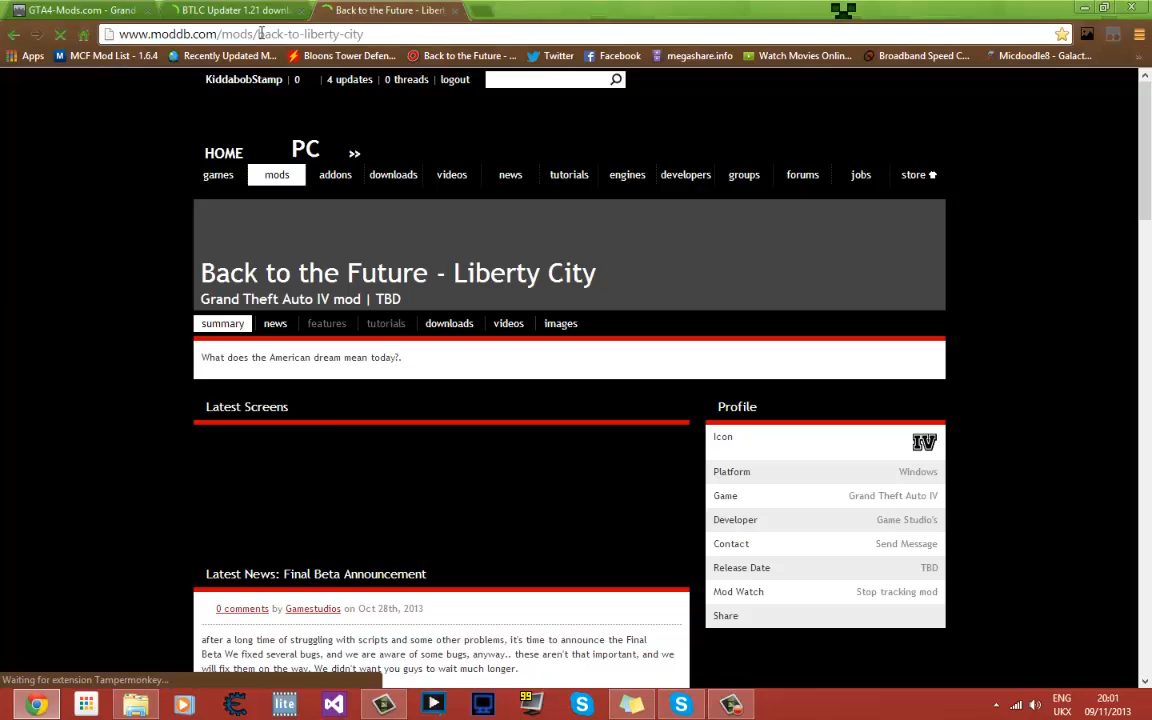 GTA4-Mods.com - Grand
BTLC Updater 1.21 downl
Back to the Future - Libert
www.moddb.com/mods/back-to-liberty-city
Apps
MCF Mod List - 1.6.4
Recently Updated M...
Bloons Tower Defen...
Back to the Future - ...
Twitter
Facebook
megashare.info
Watch Movies Onlin...
Broadband Speed C...
Micdoodle8 - Galact...
KiddabobStamp 0 4 updates 0 threads logout
HOME PC »
games mods addons downloads videos news tutorials engines developers groups forums jobs store
Back to the Future - Liberty City
Grand Theft Auto IV mod | TBD
summary news features tutorials downloads videos images
What does the American dream mean today?.
Latest Screens
Profile
Icon IV
Platform Windows
Game Grand Theft Auto IV
Developer Game Studio's
Contact Send Message
Release Date TBD
Mod Watch Stop tracking mod
Share
Latest News: Final Beta Announcement
0 comments by Gamestudios on Oct 28th, 2013
after a long time of struggling with scripts and some other problems, it's time to announce the Final
Beta We fixed several bugs, and we are aware of some bugs, anyway.. these aren't that important, and we
will fix them on the way. We didn't want you guys to wait much longer.
Waiting for extension Tampermonkey...
lite
99
ENG
UKX
20:01
09/11/2013